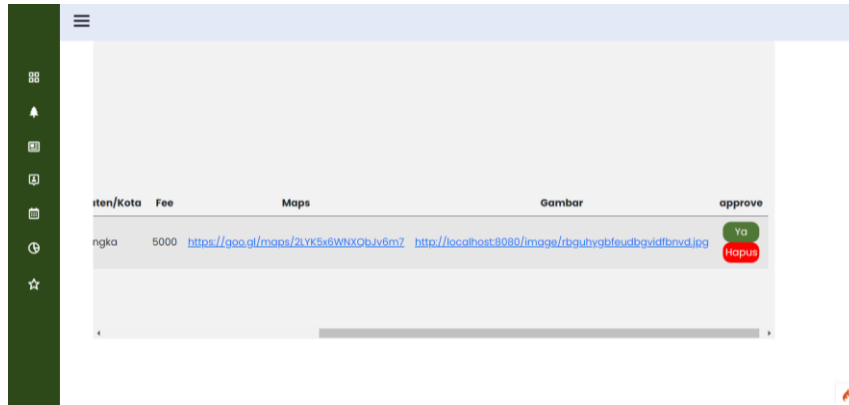 iten/Kota Fee Maps Gambar approve
ngka 5000 https://goo.gl/maps/2LYK5x6WNXQbJv6m7 http://localhost:8080/image/rbguhygbfeudbgvidfbnvd.jpg Ya
Hapus